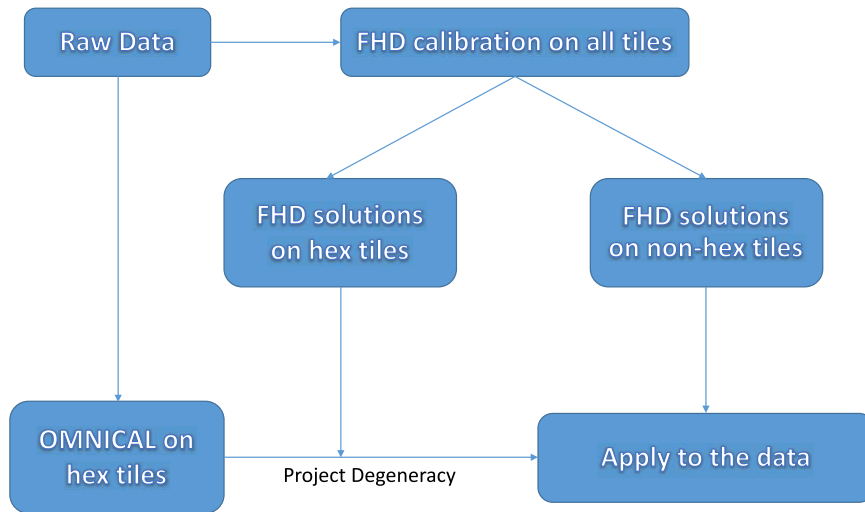 Raw Data
FHD calibration on all tiles
FHD solutions
on hex tiles
FHD solutions
on non-hex tiles
OMNICAL on
hex tiles
Project Degeneracy
Apply to the data